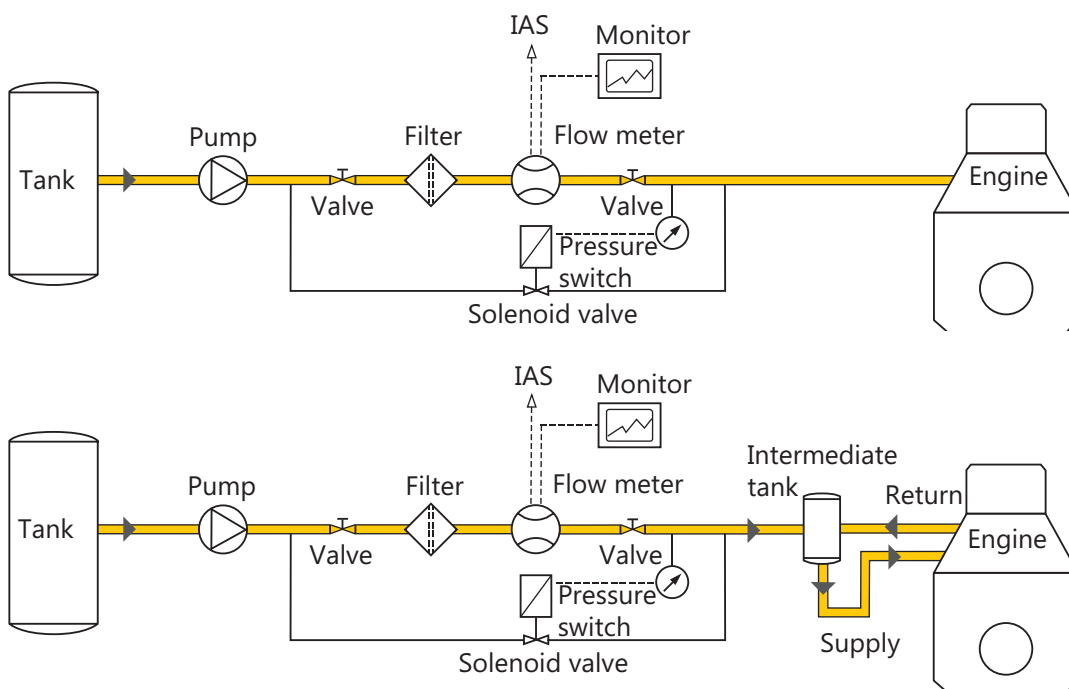 IAS
Monitor
Pump
Filter
Flow meter
Tank
Engine
Valve
Valve
Pressure
switch
Solenoid valve
IAS
Monitor
Intermediate
tank
Pump
Filter
Flow meter
Return
Tank
Engine
Valve
Valve
Pressure
switch
Supply
Solenoid valve